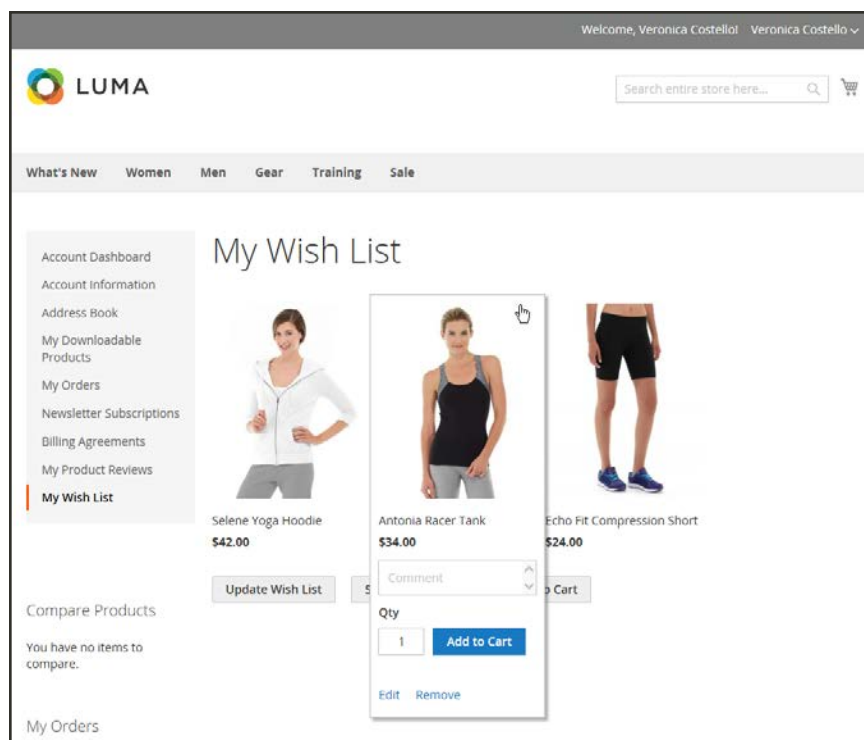 Welcome, Veronica Costello! Veronica Costello
LUMA
Search entire store here...
What's New Women Men Gear Training Sale
My Wish List
Account Dashboard
Account Information
Address Book
My Downloadable
Products
My Orders
Newsletter Subscriptions
Billing Agreements
My Product Reviews
My Wish List
Selene Yoga Hoodie
$42.00
Antonia Racer Tank
$34.00
Echo Fit Compression Short
$24.00
Comment
Update Wish List
S
o Cart
Qty
1 Add to Cart
Edit Remove
Compare Products
You have no items to
compare.
My Orders